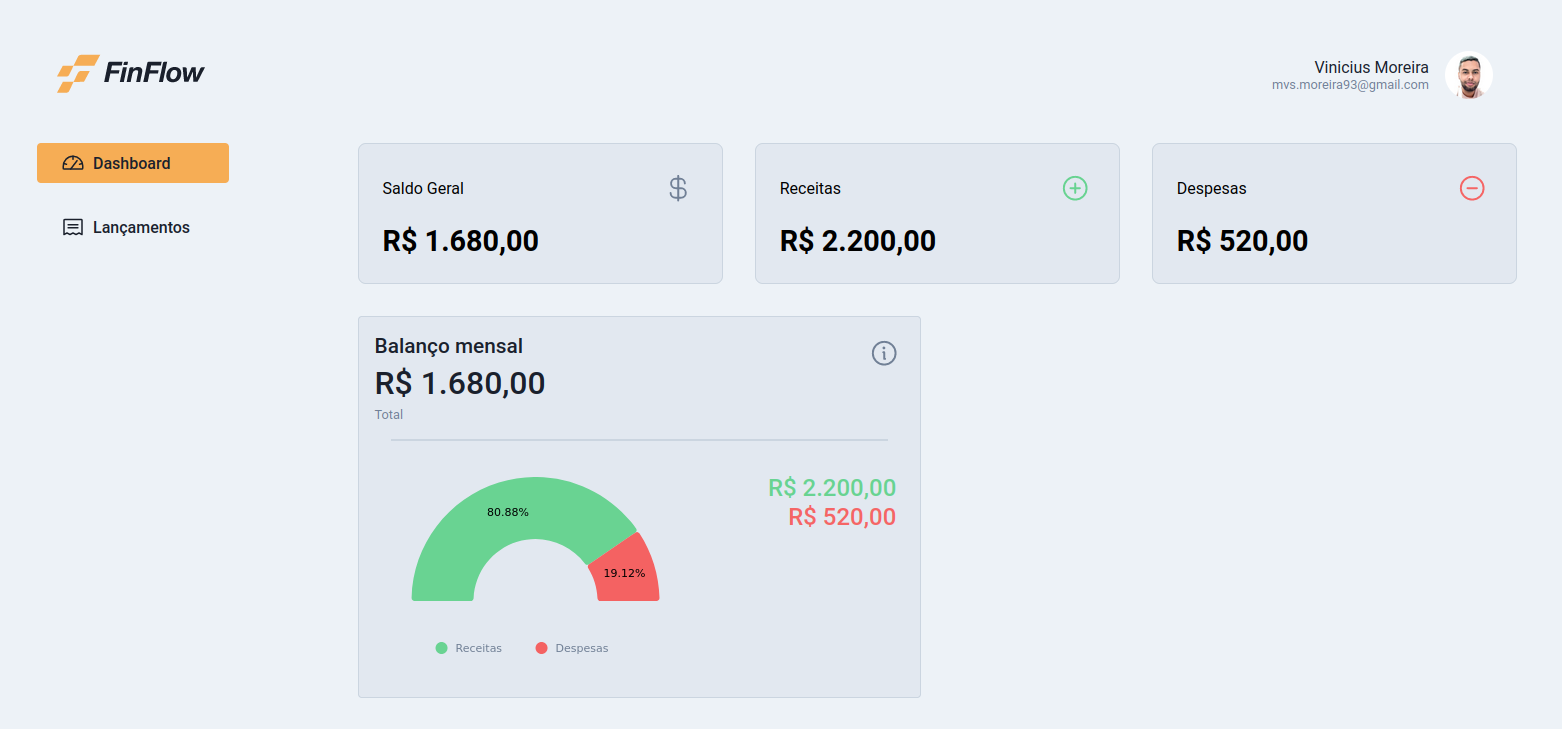 FinFlow
Vinicius Moreira
mvs.moreira93@gmail.com
Dashboard
Lançamentos
Saldo Geral
R$ 1.680,00
Receitas
R$ 2.200,00
Despesas
R$ 520,00
Balanço mensal
R$ 1.680,00
Total
R$ 2.200,00
R$ 520,00
80.88%
19.12%
Receitas
Despesas